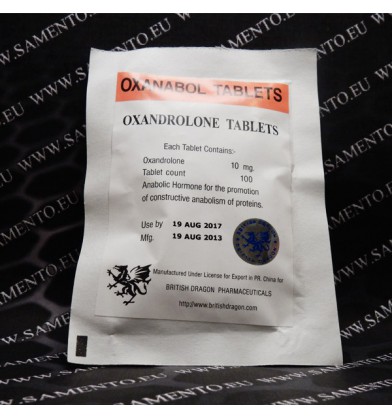 OXANABOL TABLETS
OXANDROLONE TABLETS
Each Tablet Contains:-
Oxandrolone 10 mg.
Tablet count 100
Anabolic Hormone for the promotion
of constructive anabolism of proteins.
Use by 19 AUG 2017
Mfg. 19 AUG 2013
Manufactured Under License for Export in PR. China for
BRITISH DRAGON PHARMACEUTICALS
http://www.britishdragon.com
WWW.SAMENTO.EU